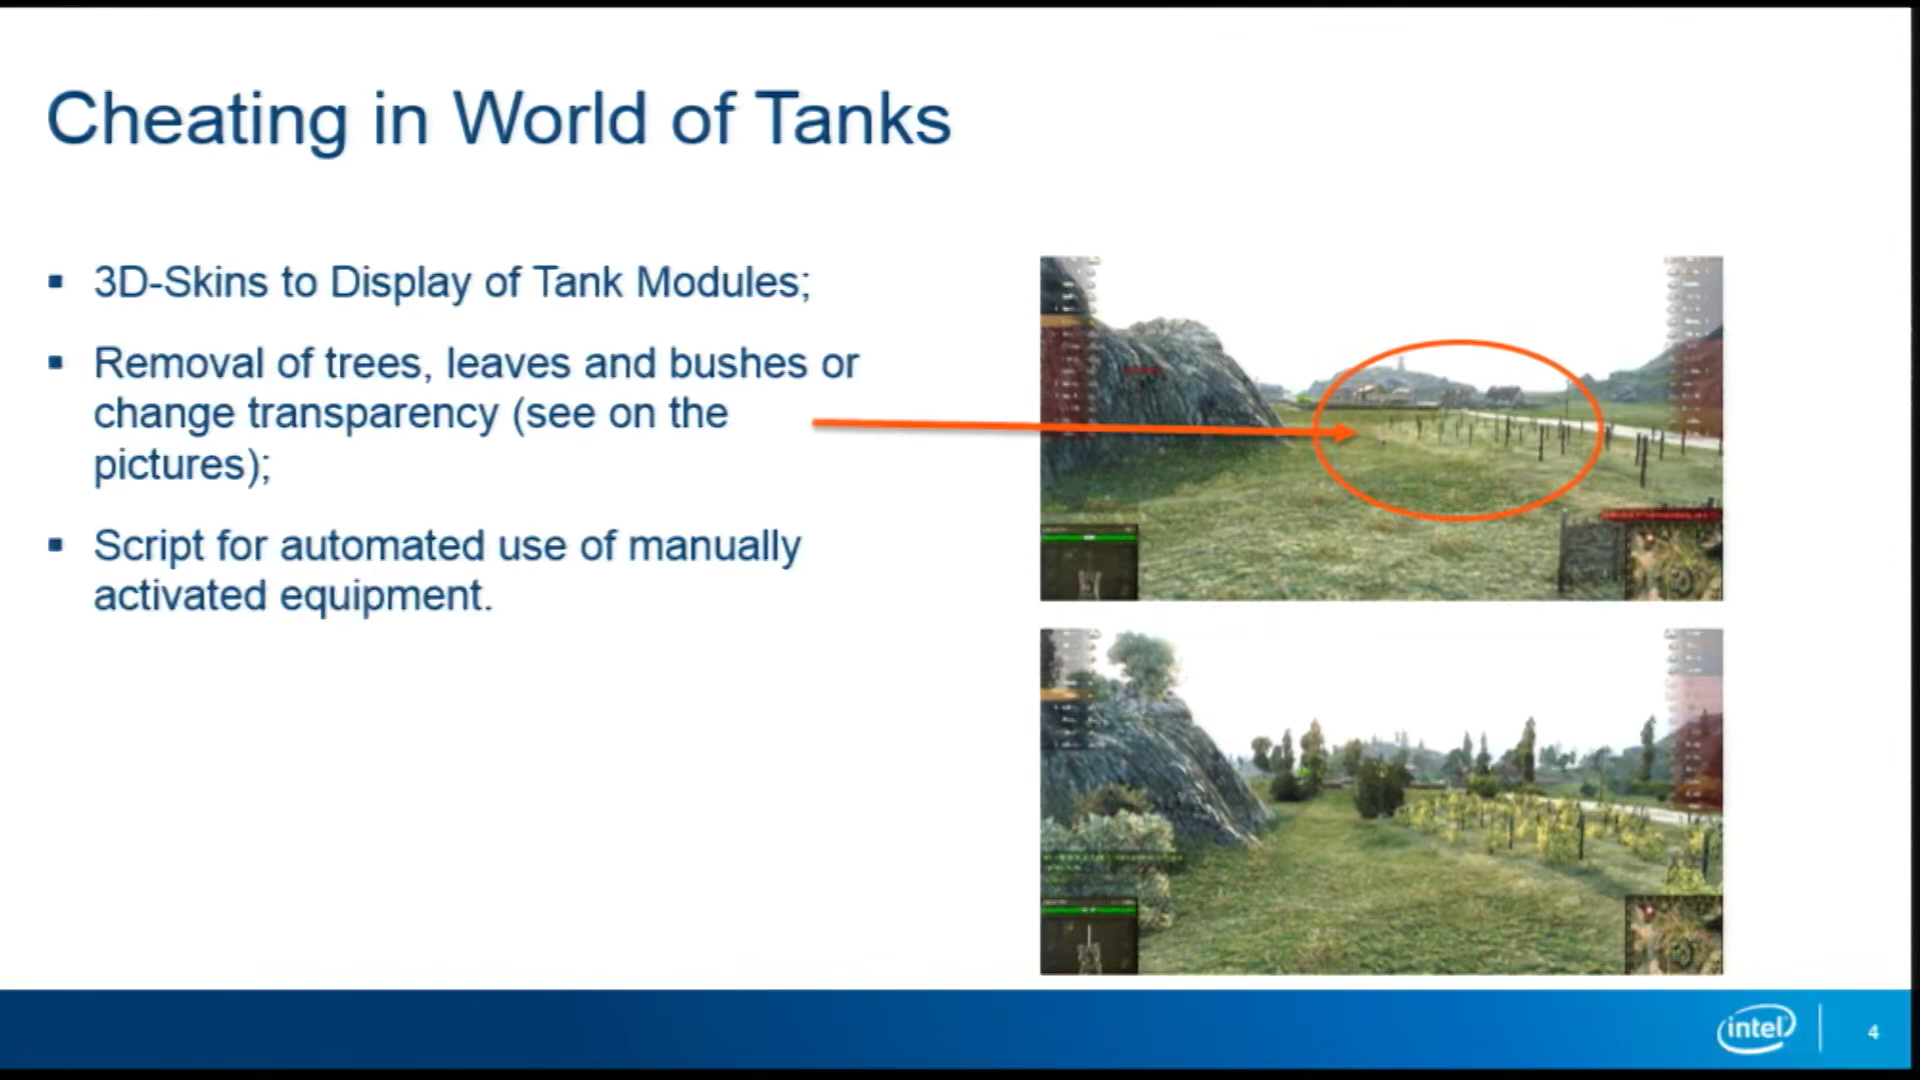 Cheating in World of Tanks
3D-Skins to Display of Tank Modules;
Removal of trees, leaves and bushes or
change transparency (see on the
pictures);
Script for automated use of manually
activated equipment.
intel
4